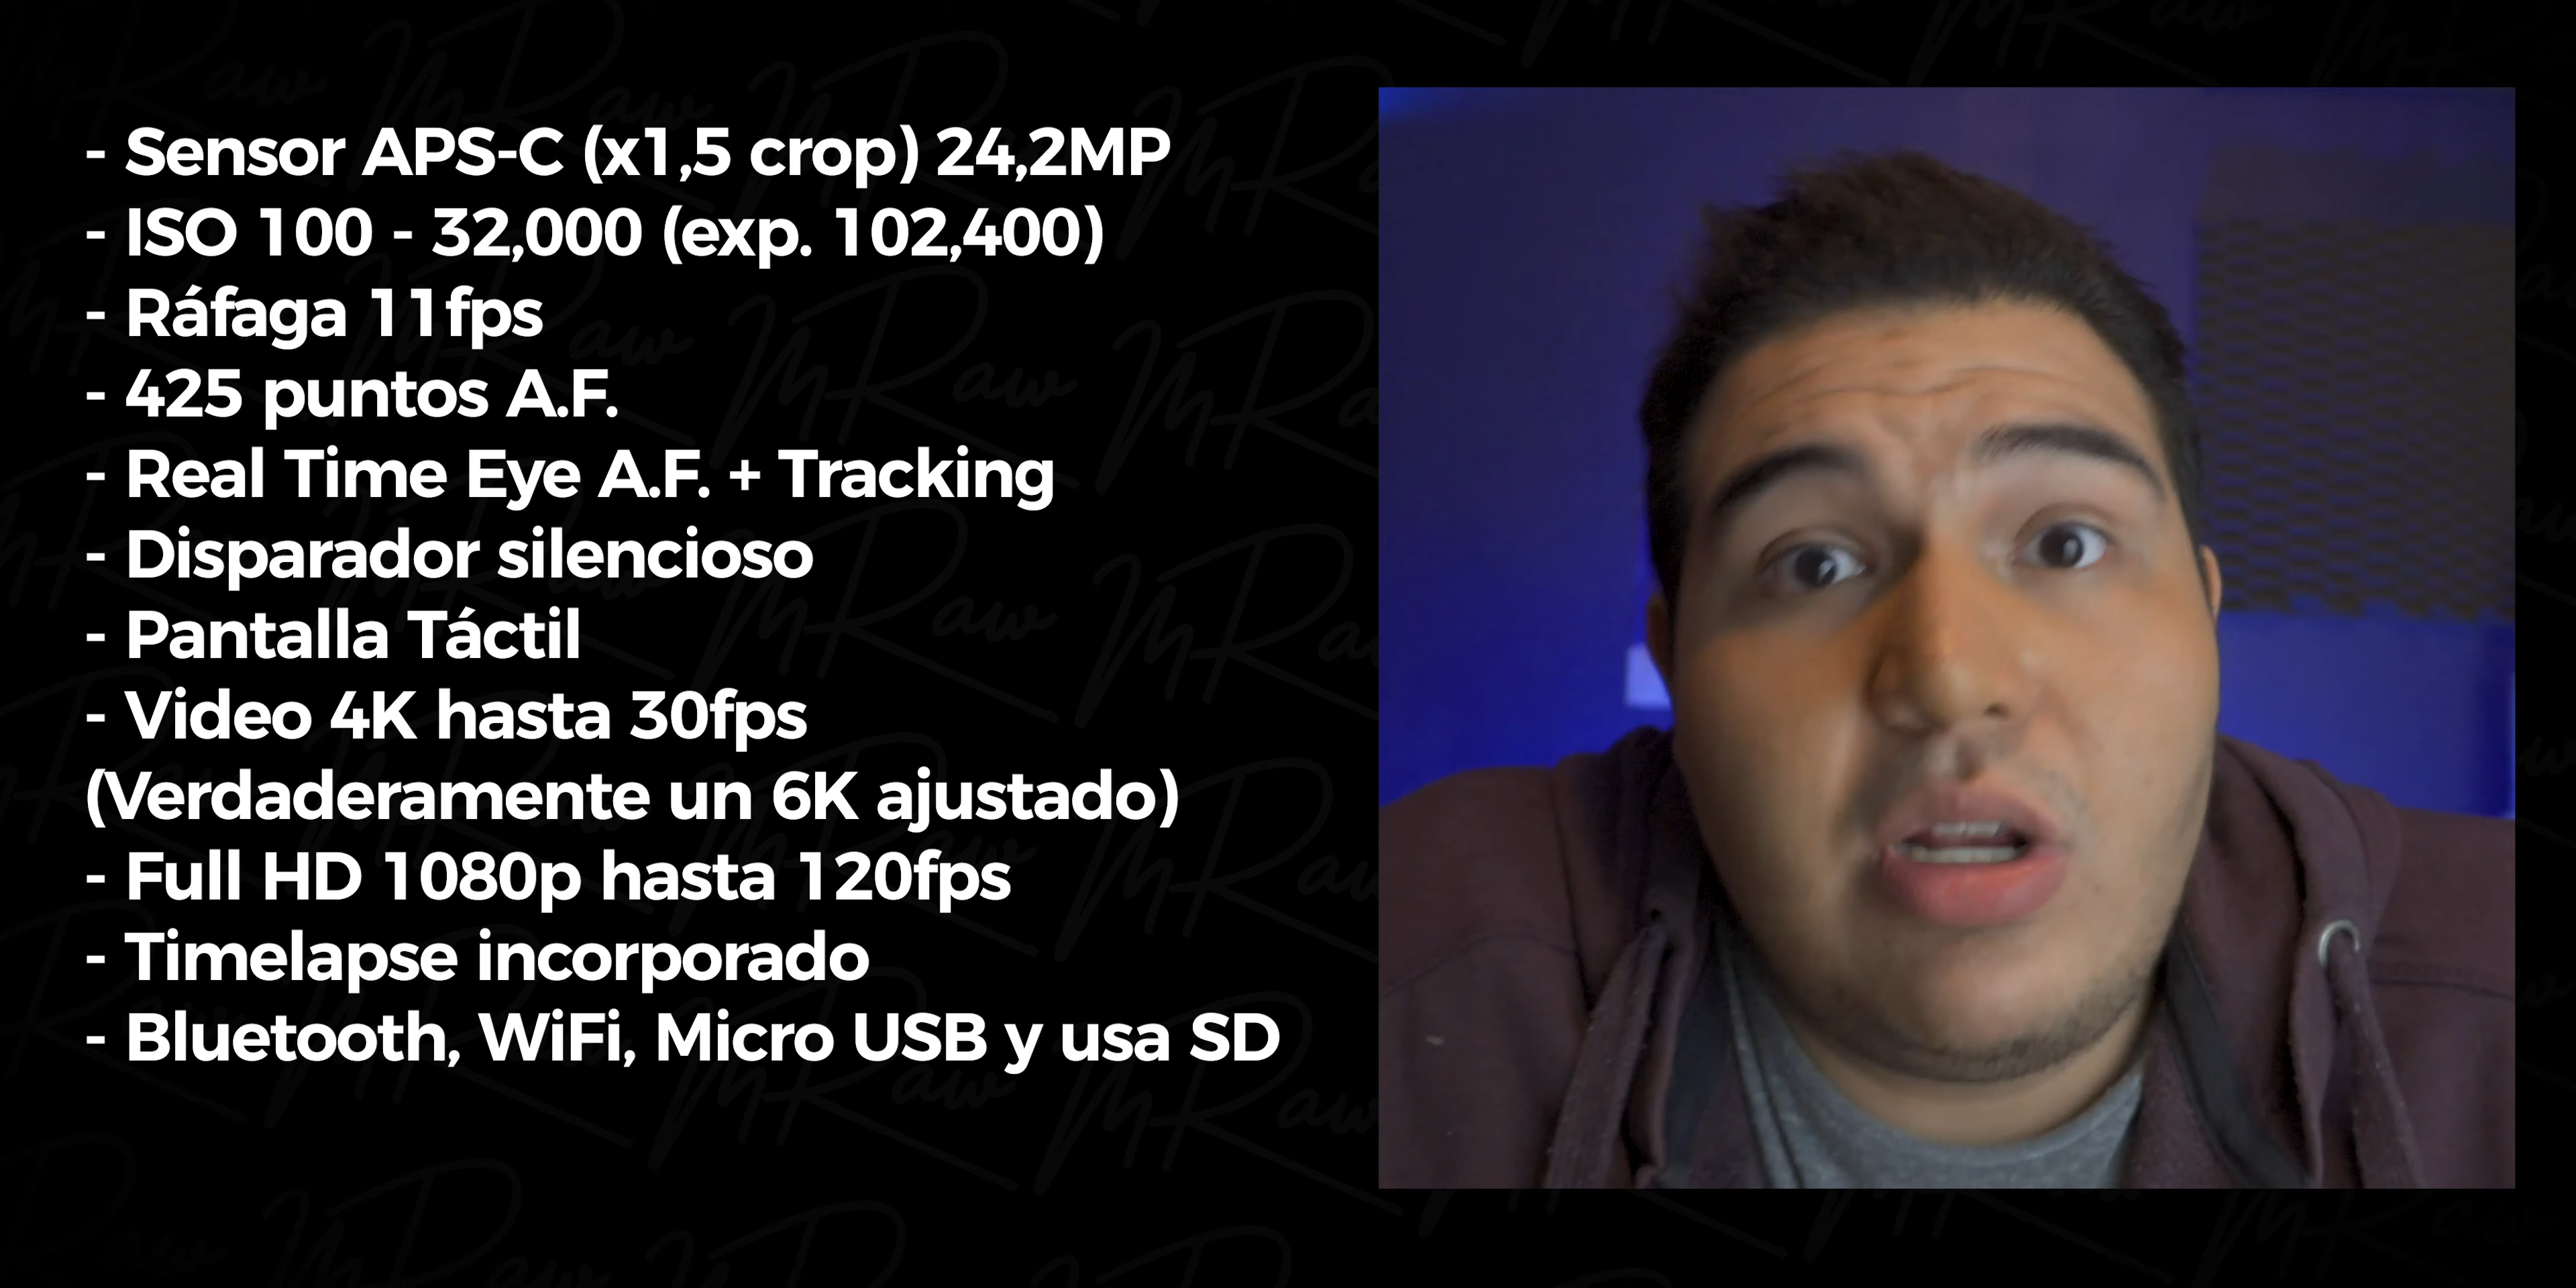 - Sensor APS-C (x1,5 crop) 24,2MP
- ISO 100 - 32,000 (exp. 102,400)
- Ráfaga 11fps
- 425 puntos A.F.
- Real Time Eye A.F. + Tracking
- Disparador silencioso
- Pantalla Táctil
- Video 4K hasta 30fps
(Verdaderamente un 6K ajustado)
- Full HD 1080p hasta 120fps
- Timelapse incorporado
- Bluetooth, WiFi, Micro USB y usa SD
MRaw